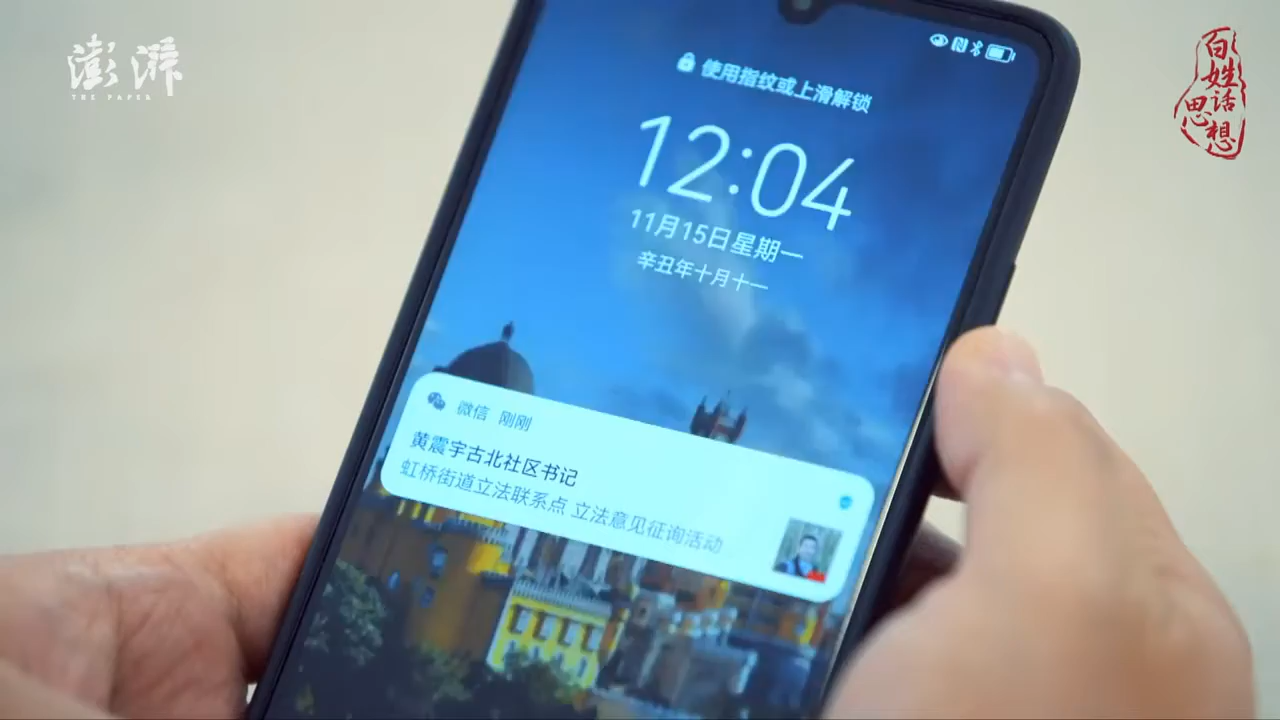 澎湃
THE PAPER
百姓话思想
使用指纹或上滑解锁
12:04
11月15日星期一
辛丑年十月十一
微信 刚刚
黄震宇古北社区书记
虹桥街道立法联系点 立法意见征询活动